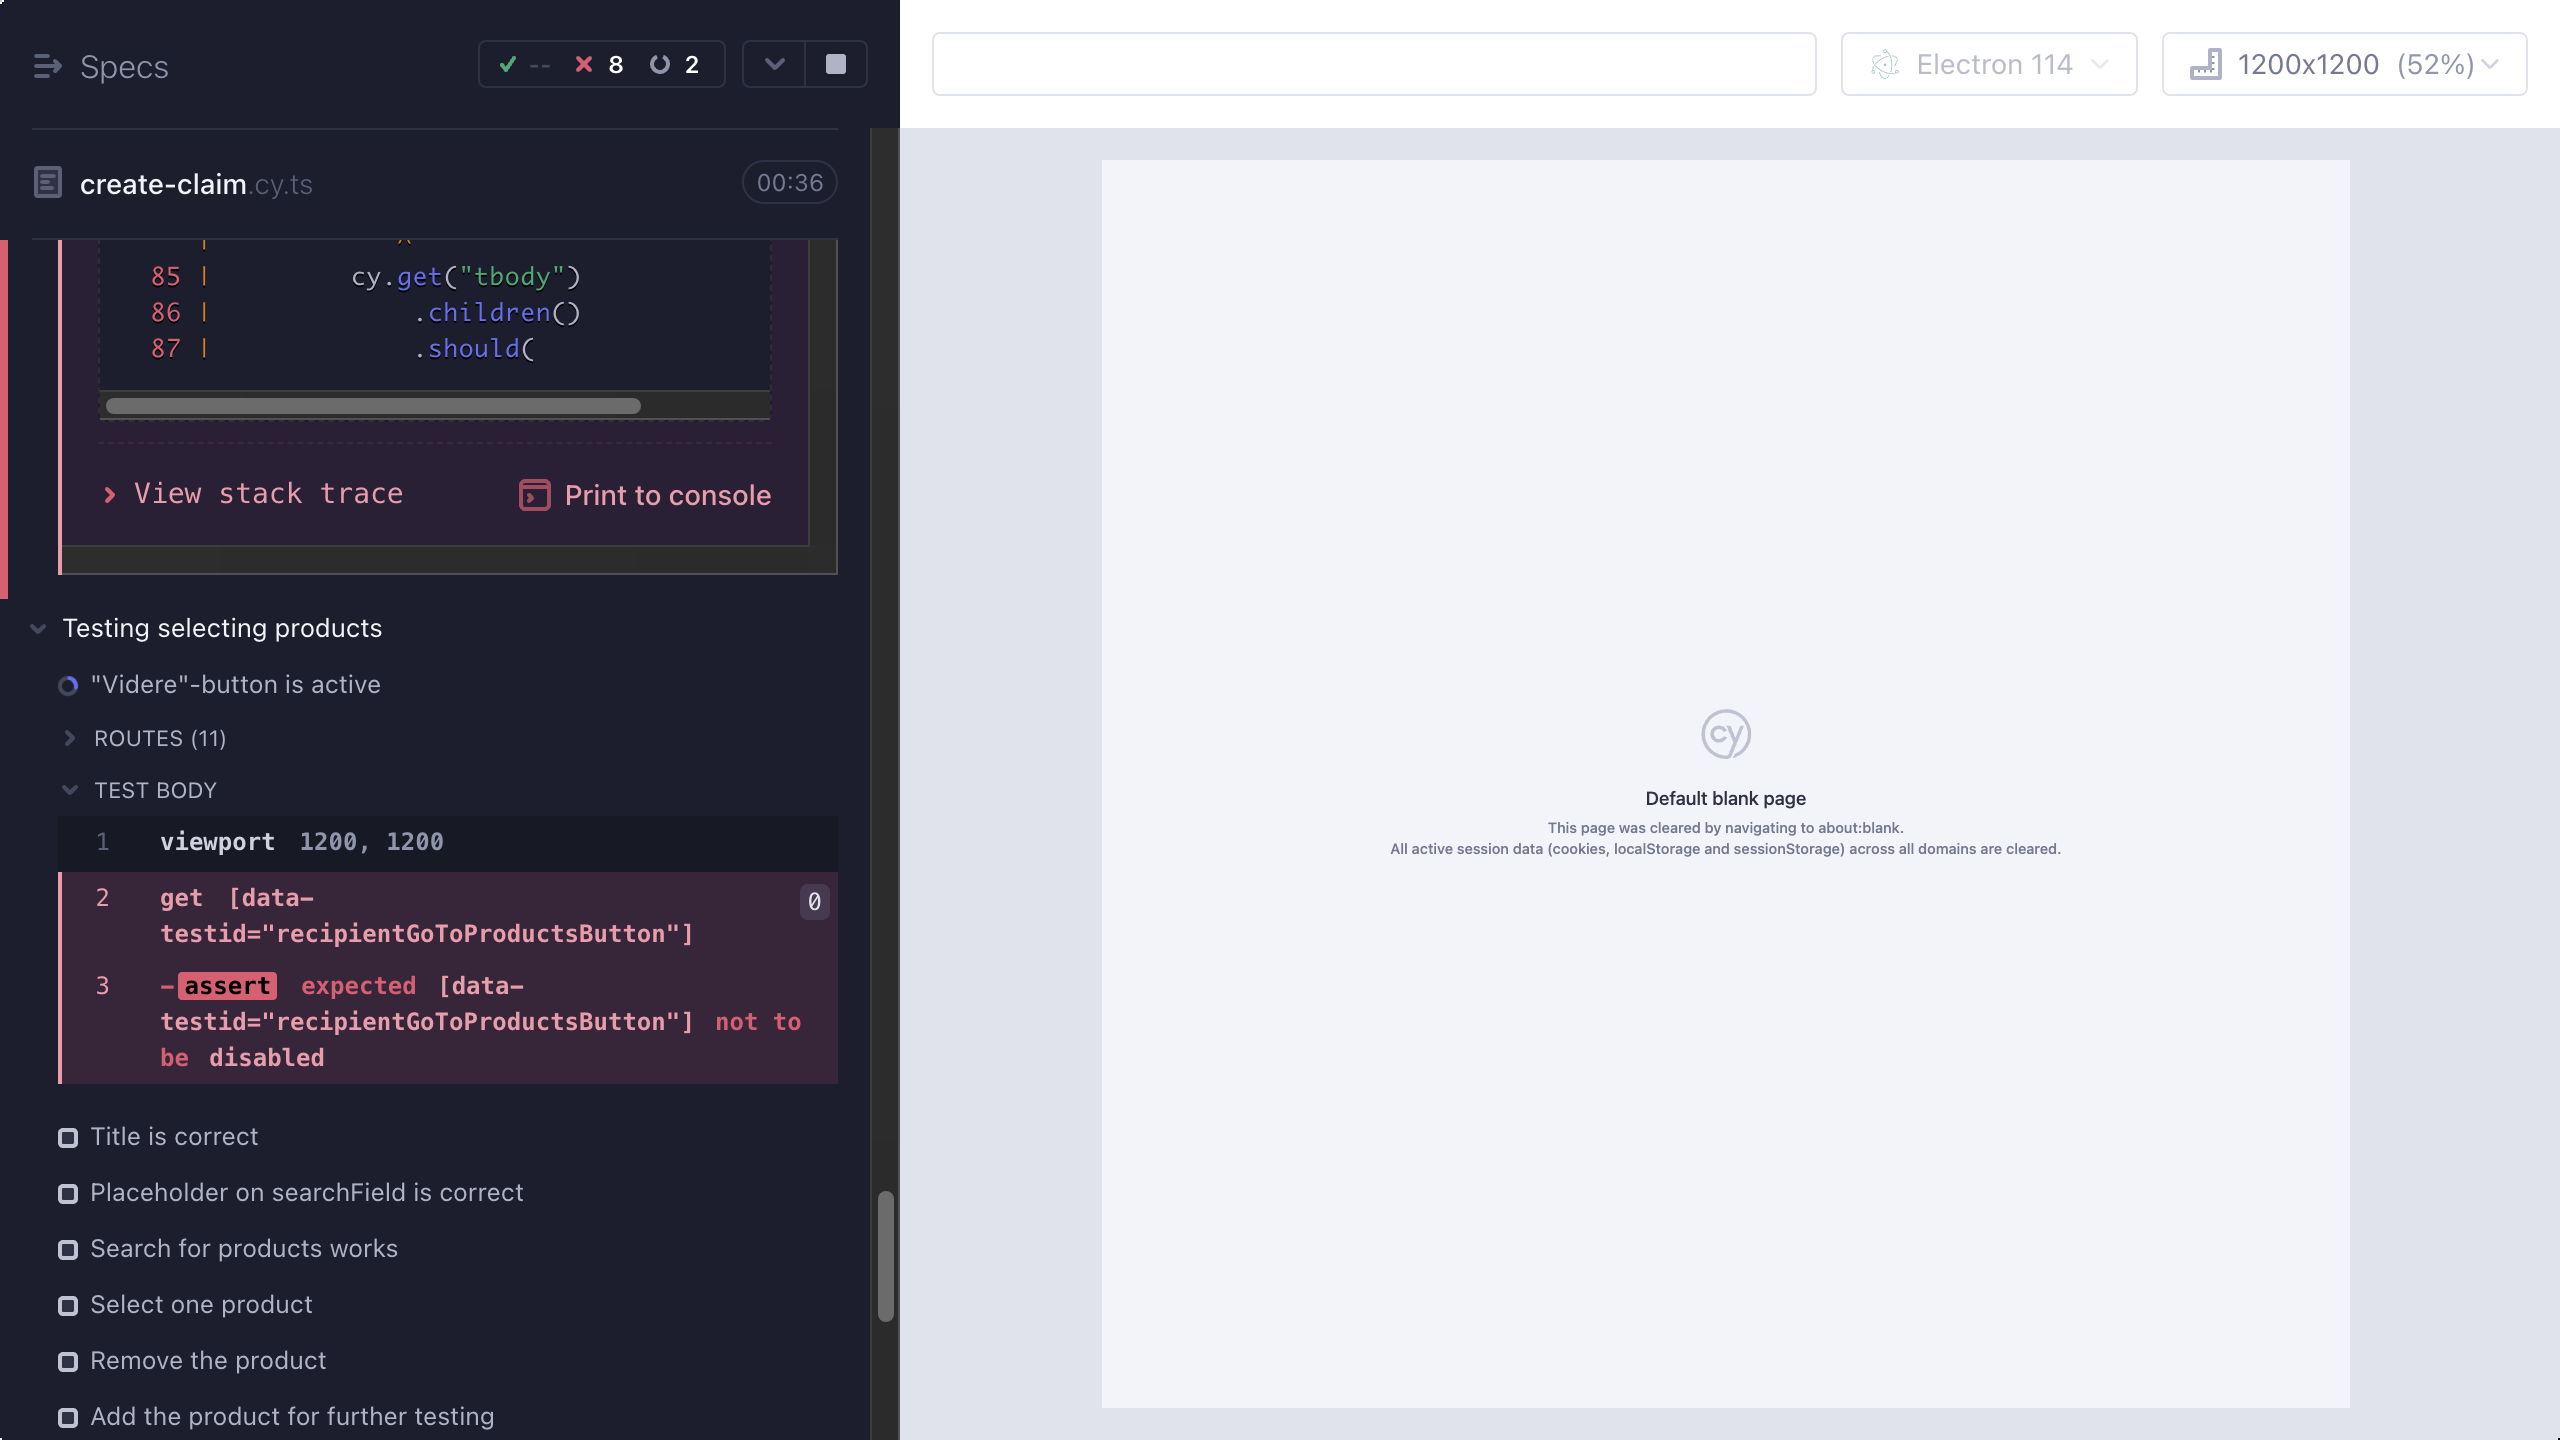 Specs
-- 8 2
Electron 114
1200x1200 (52%)
create-claim.cy.ts
00:36
85 | cy.get("tbody")
86 | .children()
87 | .should(
View stack trace
Print to console
Testing selecting products
"Videre"-button is active
ROUTES (11)
TEST BODY
1 viewport 1200, 1200
2 get [data-
testid="recipientGoToProductsButton"]
0
3 -assert expected [data-
testid="recipientGoToProductsButton"] not to
be disabled
Title is correct
Placeholder on searchField is correct
Search for products works
Select one product
Remove the product
Add the product for further testing
cy
Default blank page
This page was cleared by navigating to about:blank.
All active session data (cookies, localStorage and sessionStorage) across all domains are cleared.